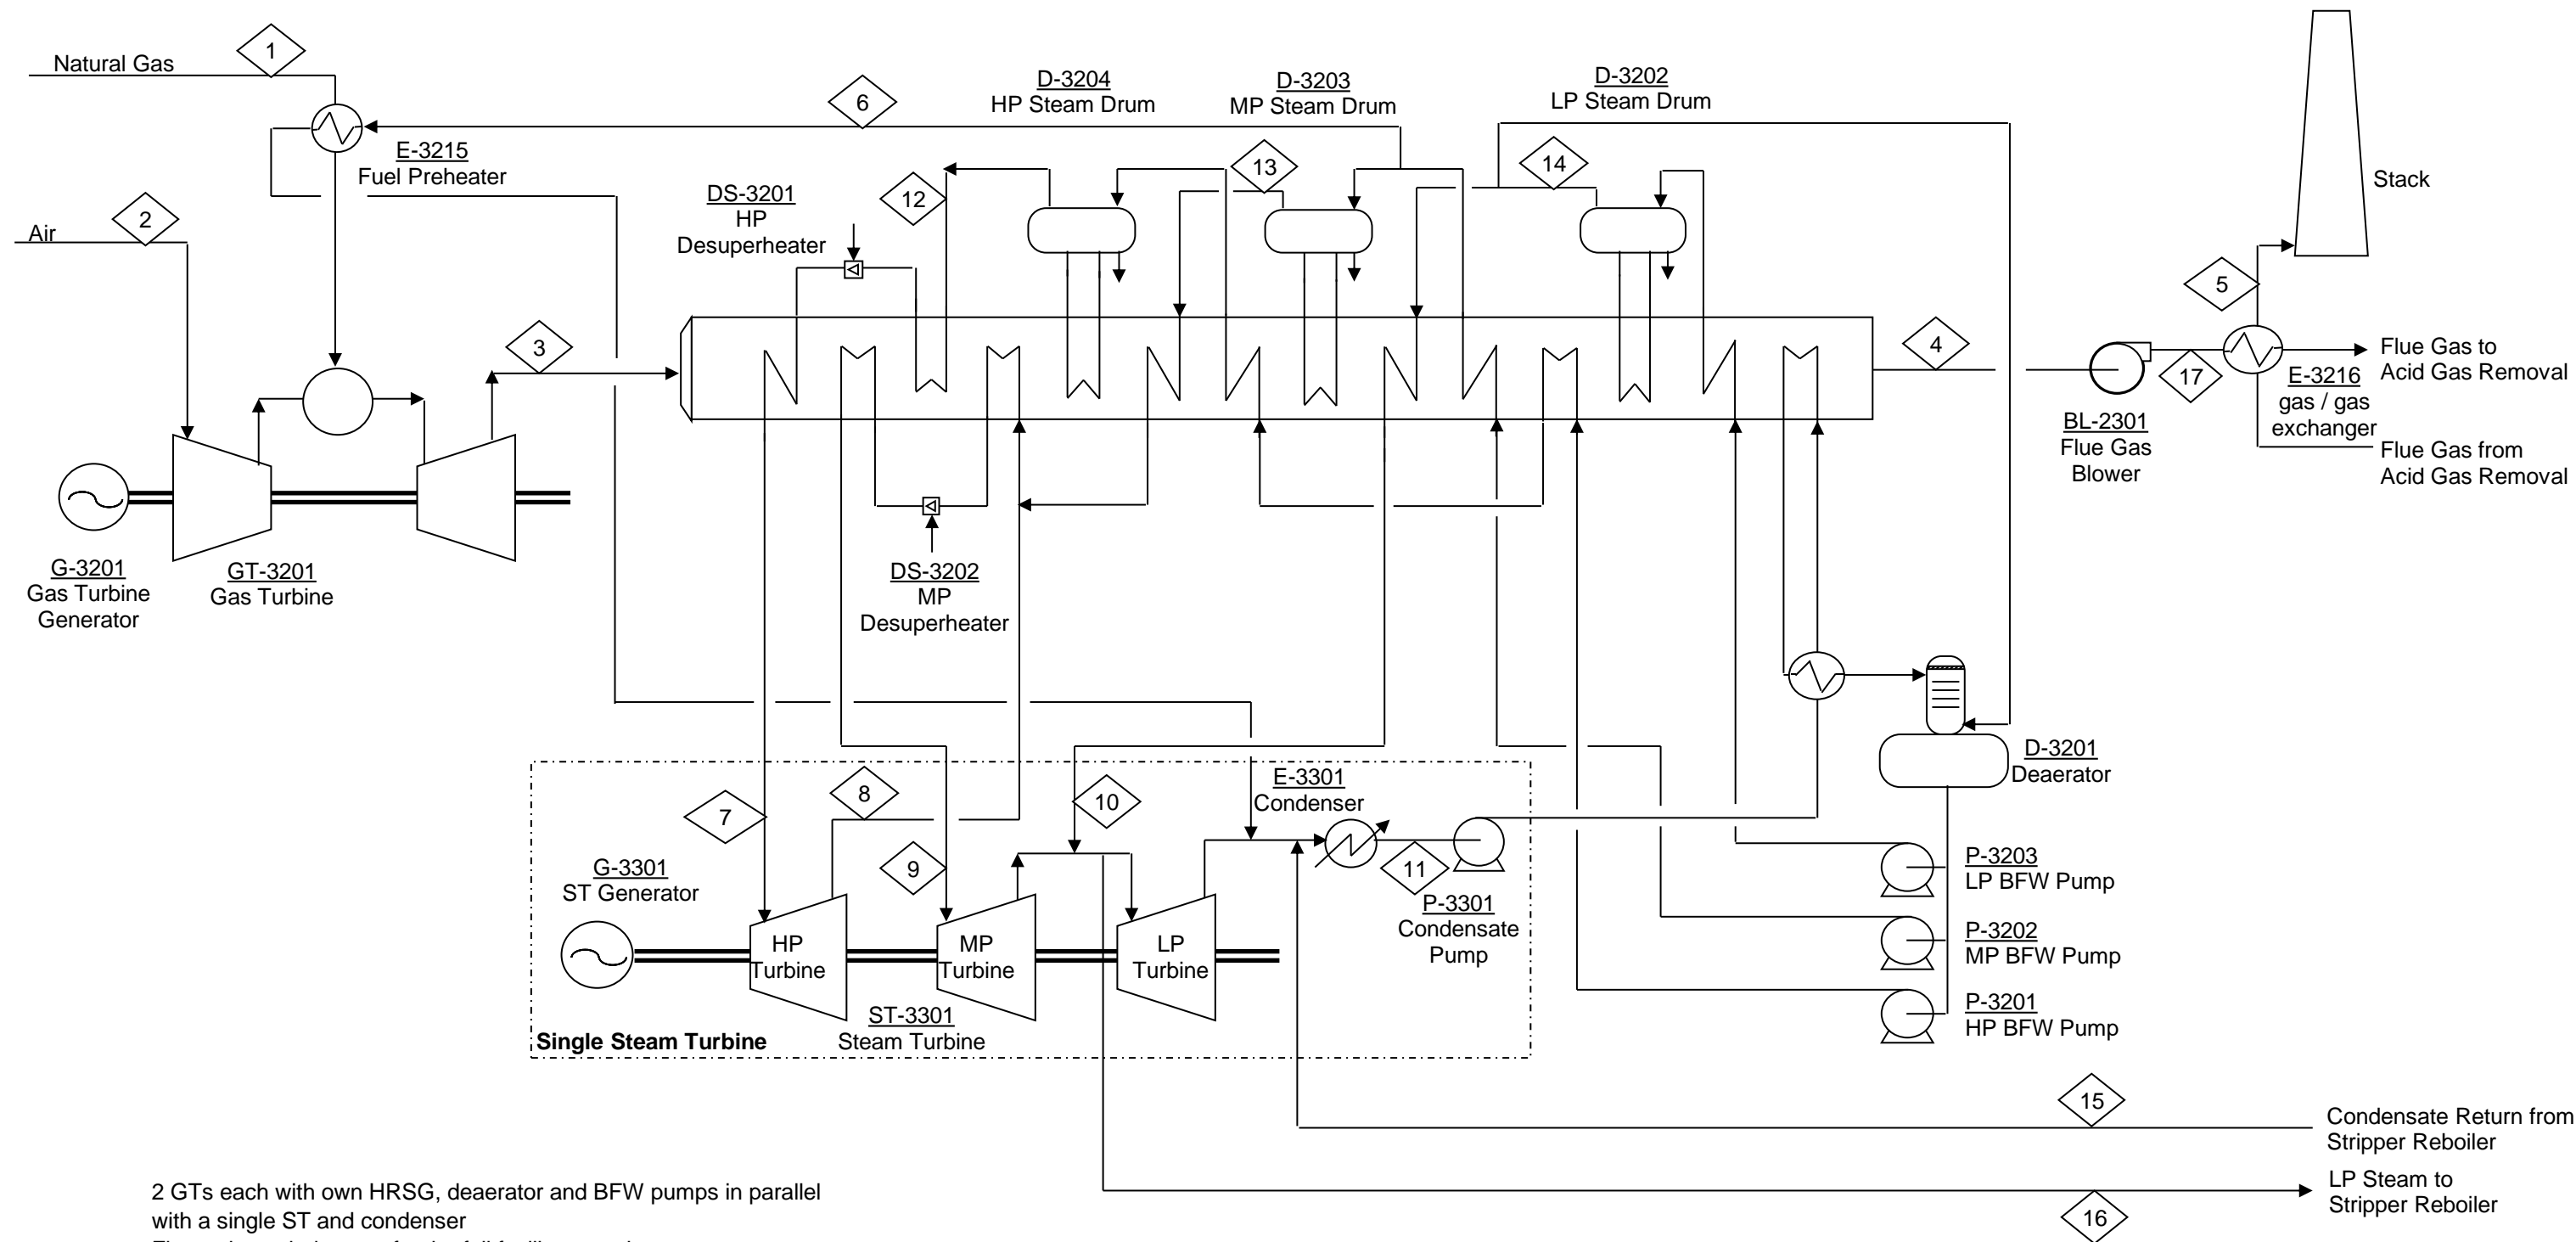 1
Natural Gas
6
D-3204
HP Steam Drum
D-3203
MP Steam Drum
D-3202
LP Steam Drum
E-3215
Fuel Preheater
13
14
12
Stack
DS-3201
HP
Desuperheater
2
Air
5
3
4
Flue Gas to
Acid Gas Removal
17
E-3216
gas / gas
exchanger
BL-2301
Flue Gas
Blower
Flue Gas from
Acid Gas Removal
G-3201
Gas Turbine
Generator
GT-3201
Gas Turbine
DS-3202
MP
Desuperheater
D-3201
Deaerator
7
8
10
E-3301
Condenser
9
11
G-3301
ST Generator
P-3301
Condensate
Pump
P-3203
LP BFW Pump
P-3202
MP BFW Pump
P-3201
HP BFW Pump
HP
Turbine
MP
Turbine
LP
Turbine
ST-3301
Steam Turbine
Single Steam Turbine
15
Condensate Return from
Stripper Reboiler
LP Steam to
Stripper Reboiler
16
2 GTs each with own HRSG, deaerator and BFW pumps in parallel
with a single ST and condenser